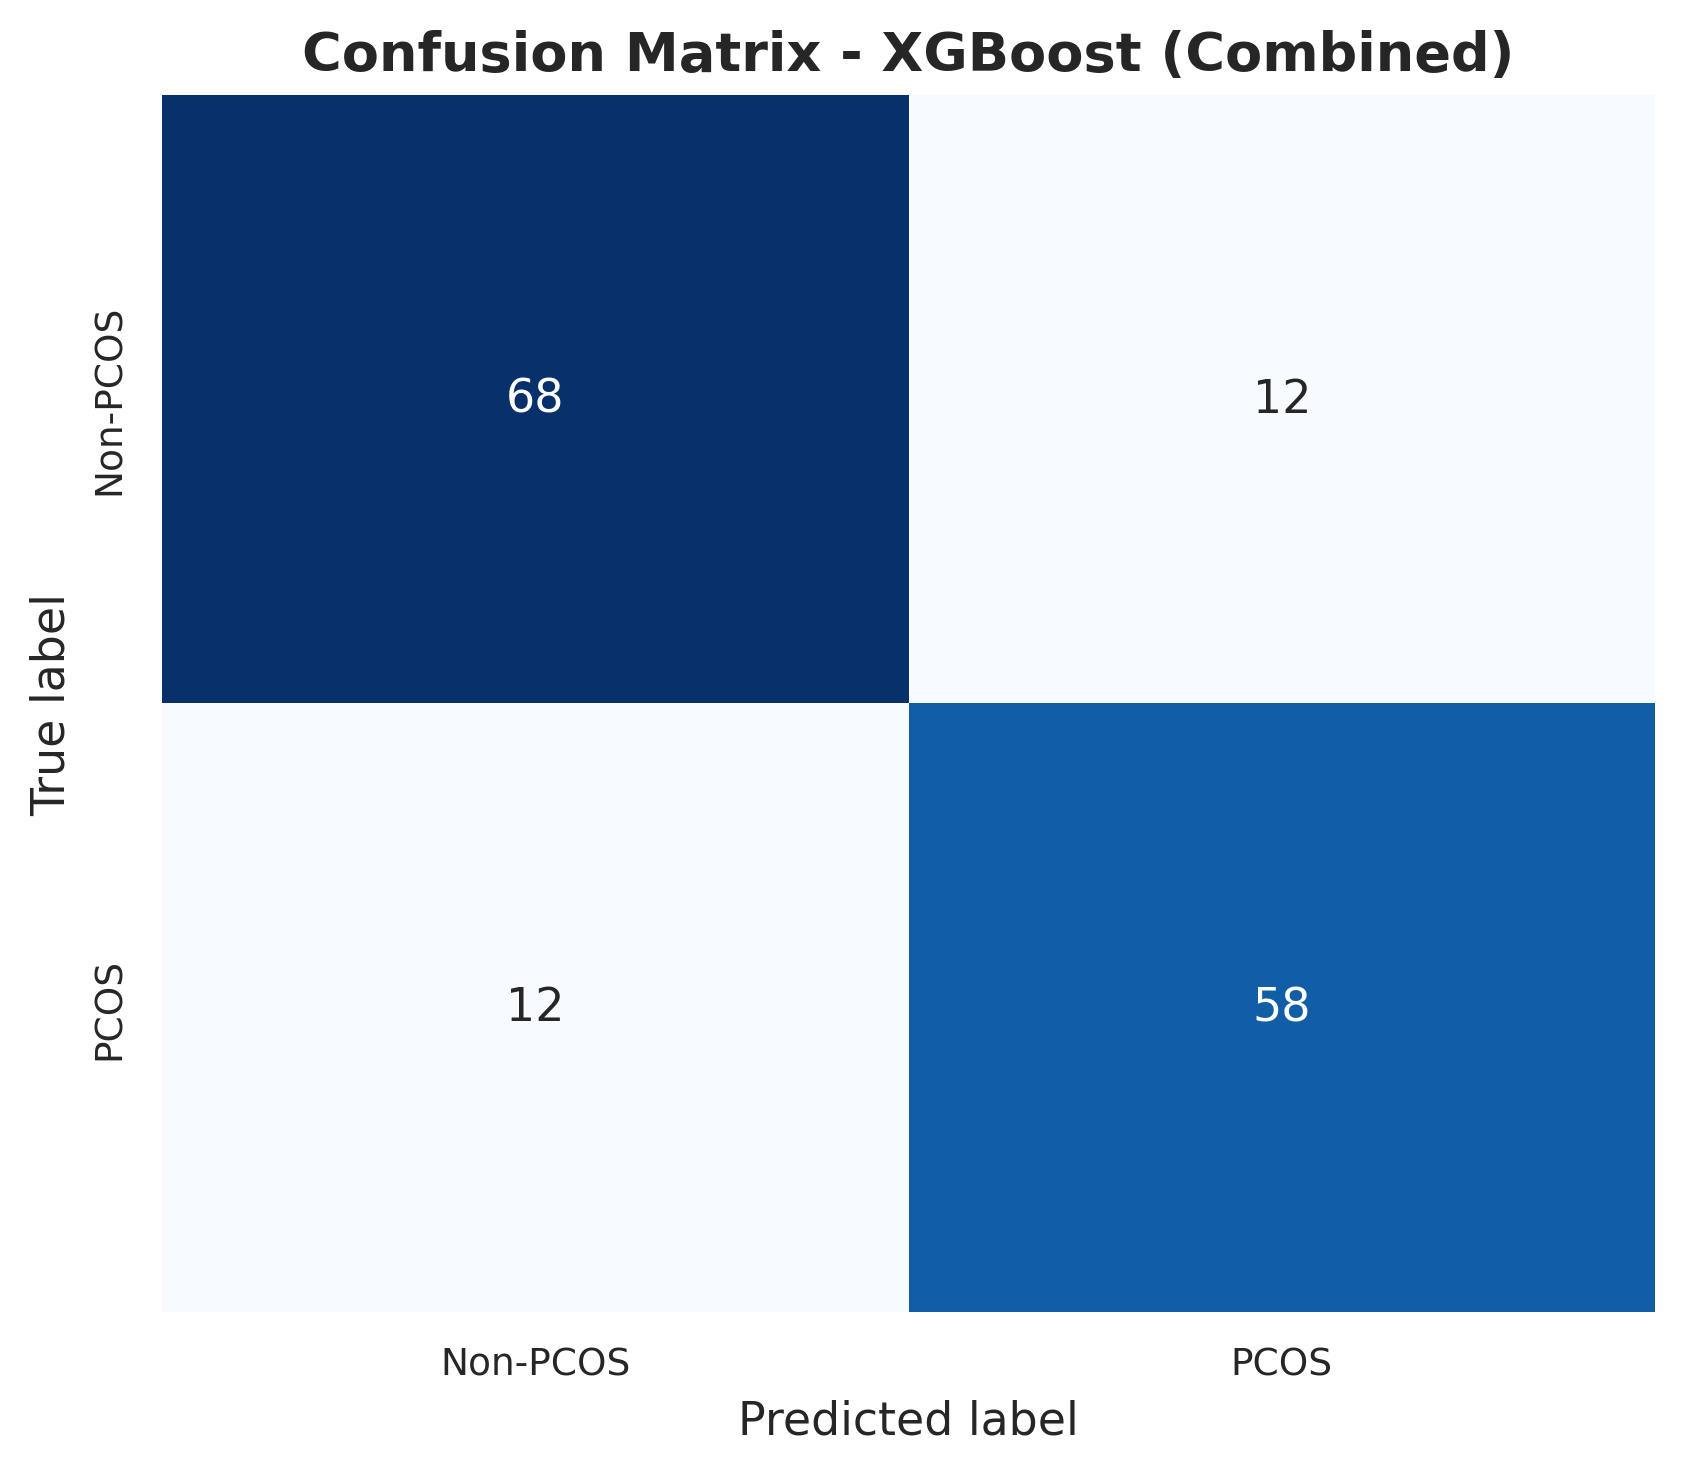 Confusion Matrix - XGBoost (Combined)
True label
Non-PCOS
68
12
PCOS
12
58
Non-PCOS
PCOS
Predicted label